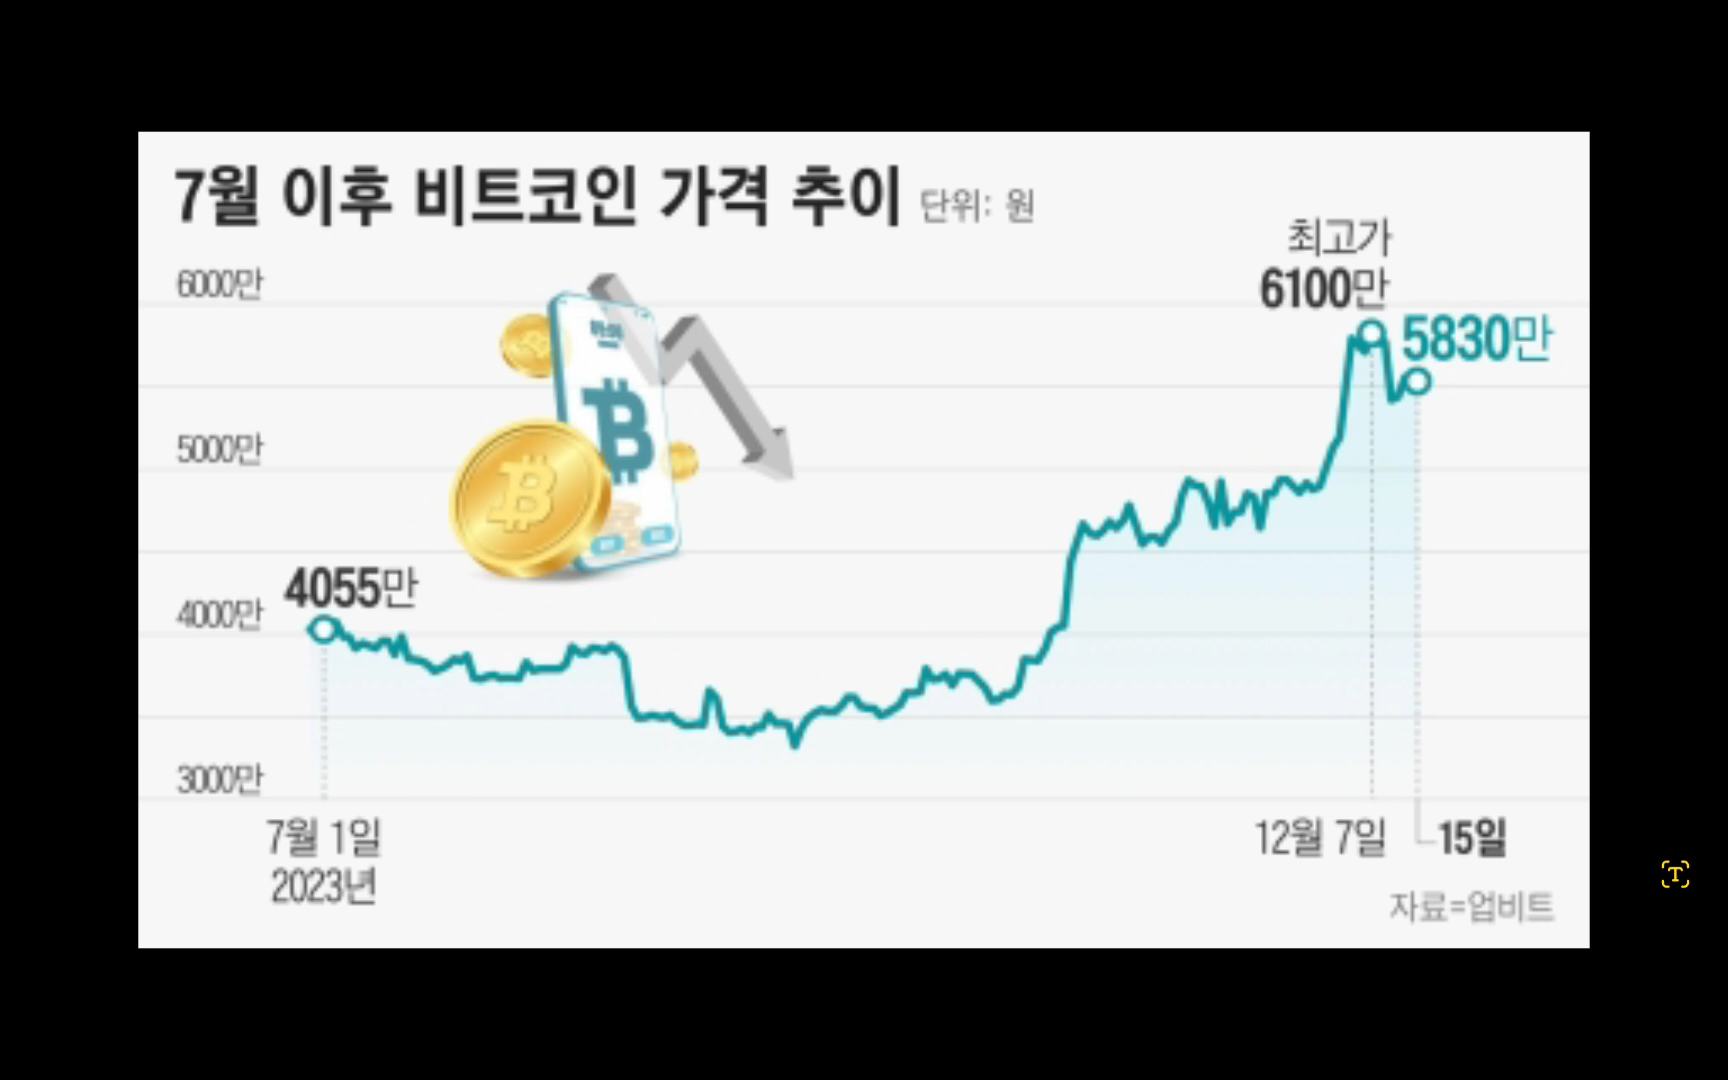 7월 이후 비트코인 가격 추이 단위: 원
최고가
6100만
5830만
6000만
5000만
4055만
4000만
3000만
7월 1일
2023년
12월 7일
15일
자료=업비트